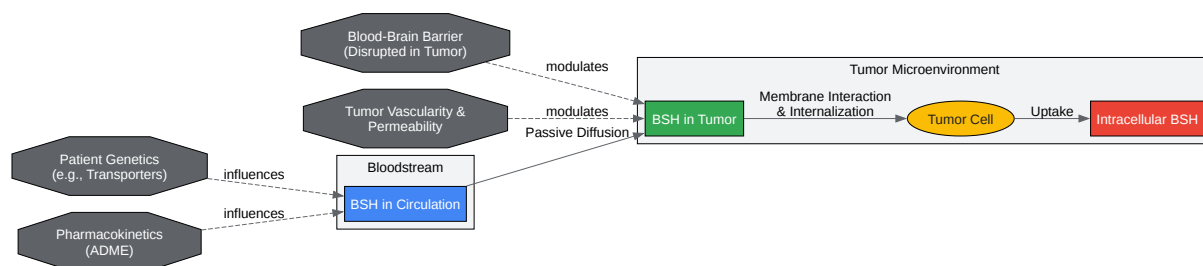 Blood-Brain Barrier
(Disrupted in Tumor)
modulates
Tumor Microenvironment
Tumor Vascularity &
Permeability
modulates
Passive Diffusion
BSH in Tumor
Membrane Interaction
& Internalization
Tumor Cell
Uptake
Intracellular BSH
Patient Genetics
(e.g., Transporters)
influences
Bloodstream
BSH in Circulation
Pharmacokinetics
(ADME)
influences